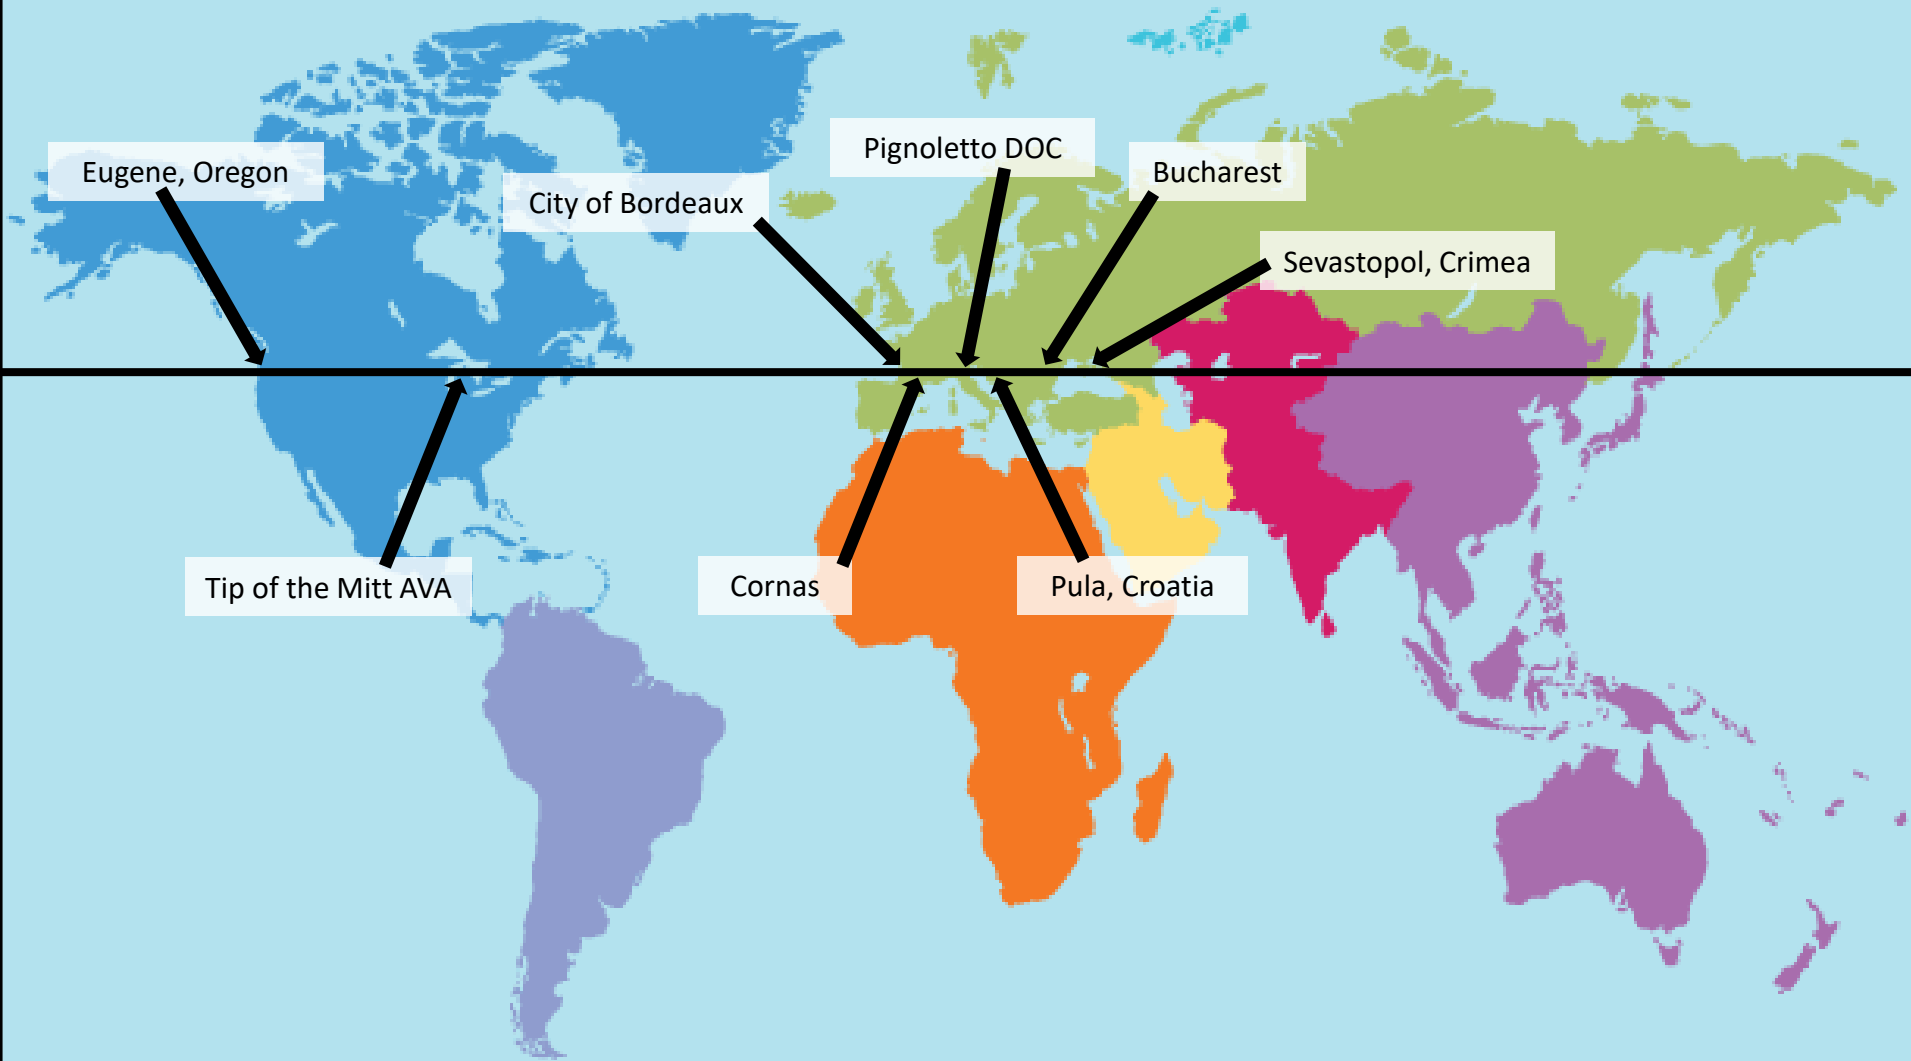 Pignoletto DOC
Eugene, Oregon
Bucharest
City of Bordeaux
Sevastopol, Crimea
Tip of the Mitt AVA
Cornas
Pula, Croatia